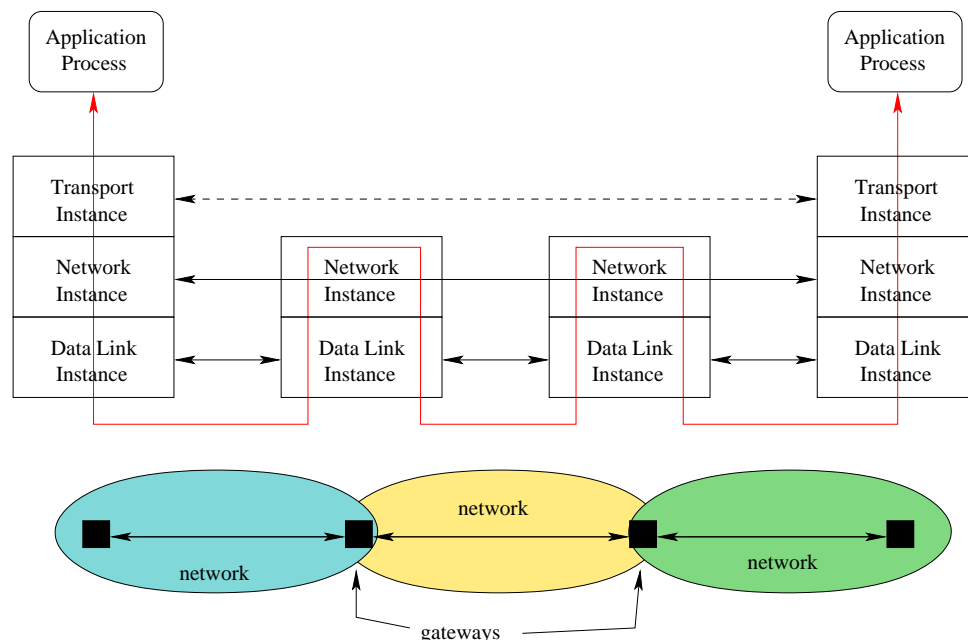 Application
Process
Application
Process
Transport
Instance
Transport
Instance
Network
Instance
Network
Instance
Network
Instance
Network
Instance
Data Link
Instance
Data Link
Instance
Data Link
Instance
Data Link
Instance
network
network
network
gateways